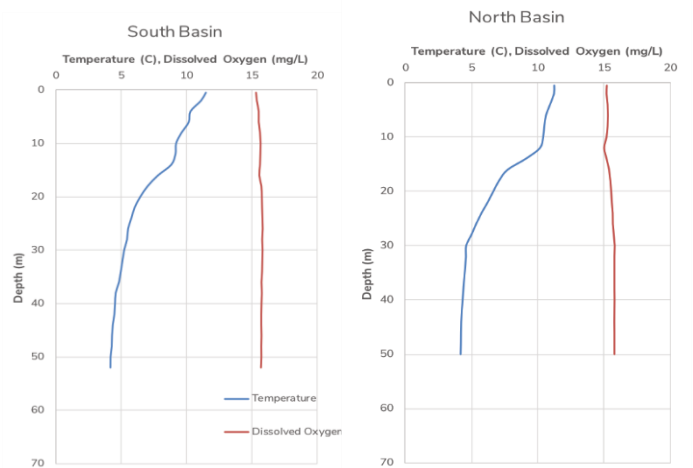 South Basin
Temperature (C), Dissolved Oxygen (mg/L)
0 5 10 15 20
0
10
20
30
40
50
60
70
Depth (m)
Temperature
Dissolved Oxygen
North Basin
Temperature (C), Dissolved Oxygen (mg/L)
0 5 10 15 20
0
10
20
30
40
50
60
70
Depth (m)